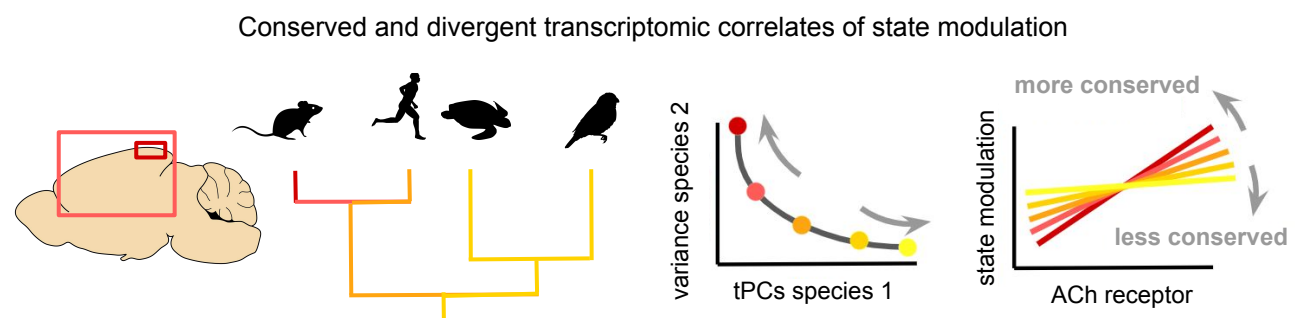 Conserved and divergent transcriptomic correlates of state modulation
variance species 2
tPCs species 1
state modulation
more conserved
less conserved
ACh receptor